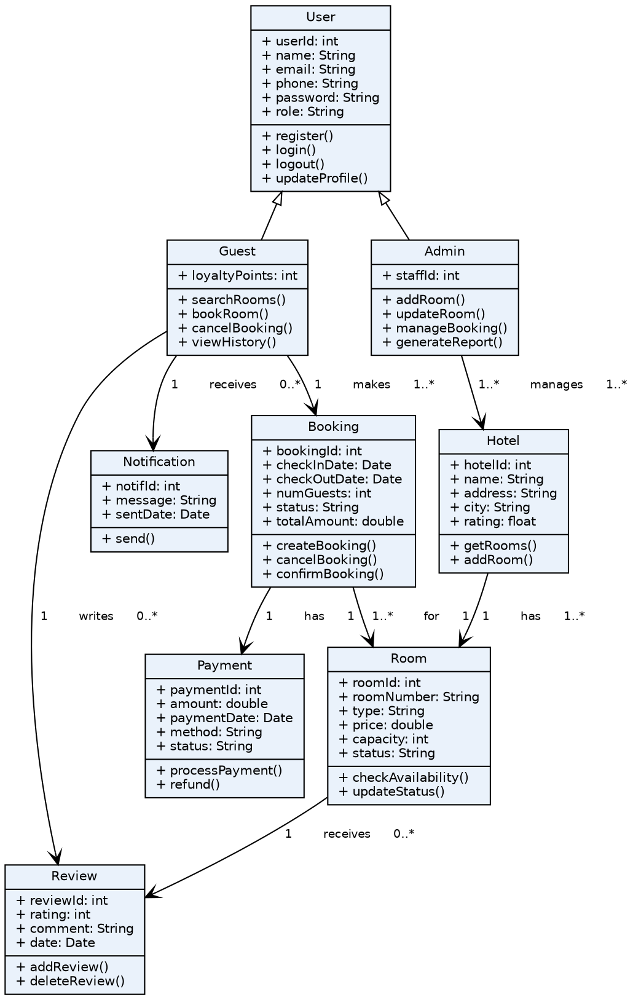 User
+ userId: int
+ name: String
+ email: String
+ phone: String
+ password: String
+ role: String
+ register()
+ login()
+ logout()
+ updateProfile()
Guest
+ loyaltyPoints: int
+ searchRooms()
+ bookRoom()
+ cancelBooking()
+ viewHistory()
Admin
+ staffId: int
+ addRoom()
+ updateRoom()
+ manageBooking()
+ generateReport()
1 receives 0..*
1 makes 1..*
1..* manages 1..*
Notification
+ notifId: int
+ message: String
+ sentDate: Date
+ send()
Booking
+ bookingId: int
+ checkInDate: Date
+ checkOutDate: Date
+ numGuests: int
+ status: String
+ totalAmount: double
+ createBooking()
+ cancelBooking()
+ confirmBooking()
Hotel
+ hotelId: int
+ name: String
+ address: String
+ city: String
+ rating: float
+ getRooms()
+ addRoom()
1 writes 0..*
1 has 1
1..* for 1
1 has 1..*
Payment
+ paymentId: int
+ amount: double
+ paymentDate: Date
+ method: String
+ status: String
+ processPayment()
+ refund()
Room
+ roomId: int
+ roomNumber: String
+ type: String
+ price: double
+ capacity: int
+ status: String
+ checkAvailability()
+ updateStatus()
1 receives 0..*
Review
+ reviewId: int
+ rating: int
+ comment: String
+ date: Date
+ addReview()
+ deleteReview()